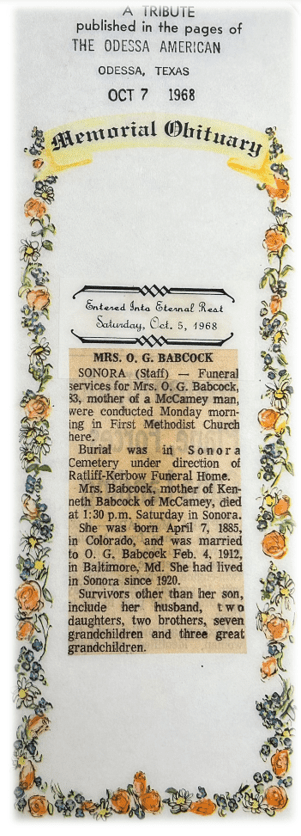 A TRIBUTE
published in the pages of
THE ODESSA AMERICAN
ODESSA, TEXAS
OCT 7 1968
Memorial Obituary
Entered Into Eternal Rest
Saturday, Oct. 5, 1968
MRS. O. G. BABCOCK
SONORA (Staff) — Funeral
services for Mrs. O. G. Babcock,
83, mother of a McCamey man,
were conducted Monday morn-
ing in First Methodist Church
here.
Burial was in Sonora
Cemetery under direction of
Ratliff-Kerbow Funeral Home.
Mrs. Babcock, mother of Ken-
neth Babcock of McCamey, died
at 1:30 p.m. Saturday in Sonora.
She was born April 7, 1885,
in Colorado, and was married
to O. G. Babcock Feb. 4, 1912,
in Baltimore, Md. She had lived
in Sonora since 1920.
Survivors other than her son,
include her husband, two
daughters, two brothers, seven
grandchildren and three great
grandchildren.